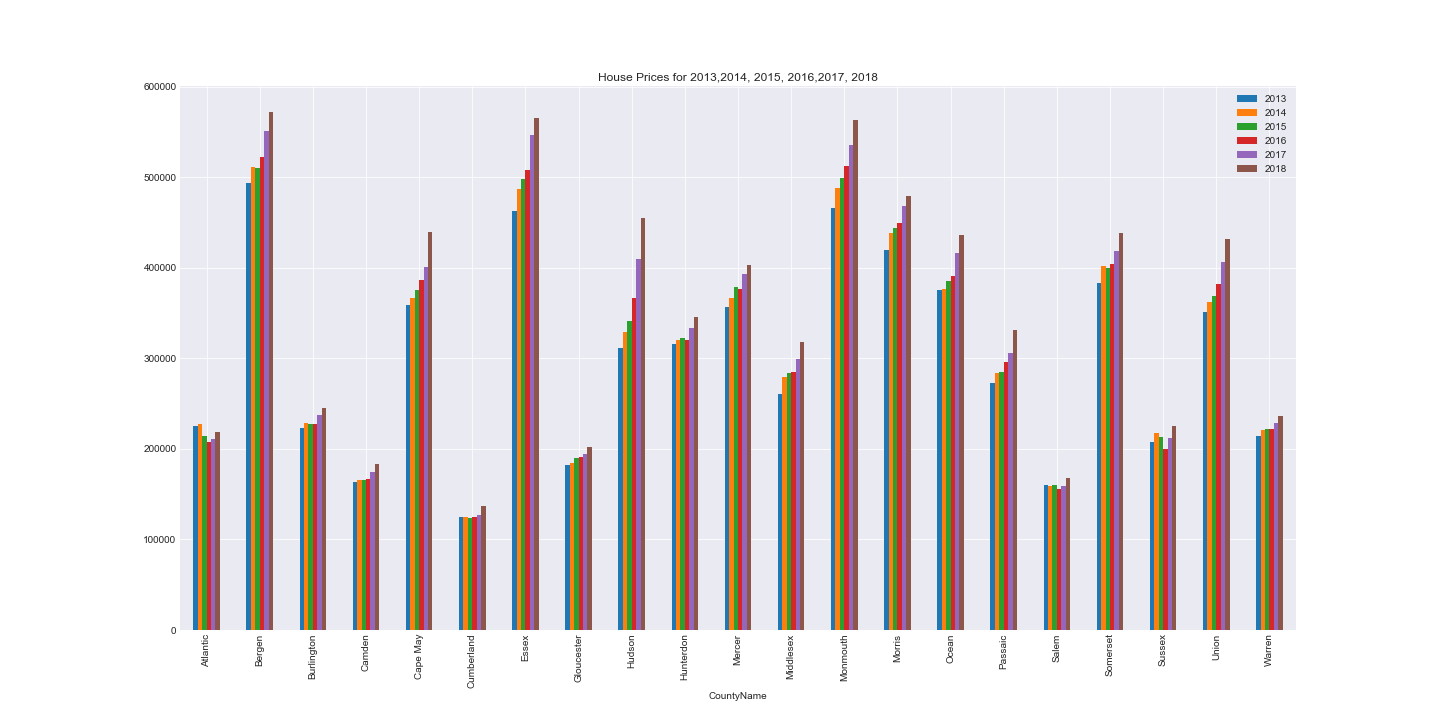 House Prices for 2013,2014, 2015, 2016,2017, 2018
600000
500000
400000
300000
200000
100000
0
2013
2014
2015
2016
2017
2018
Atlantic
Bergen
Burlington
Camden
Cape May
Cumberland
Essex
Gloucester
Hudson
Hunterdon
Mercer
Middlesex
Monmouth
Morris
Ocean
Passaic
Salem
Somerset
Sussex
Union
Warren
CountyName